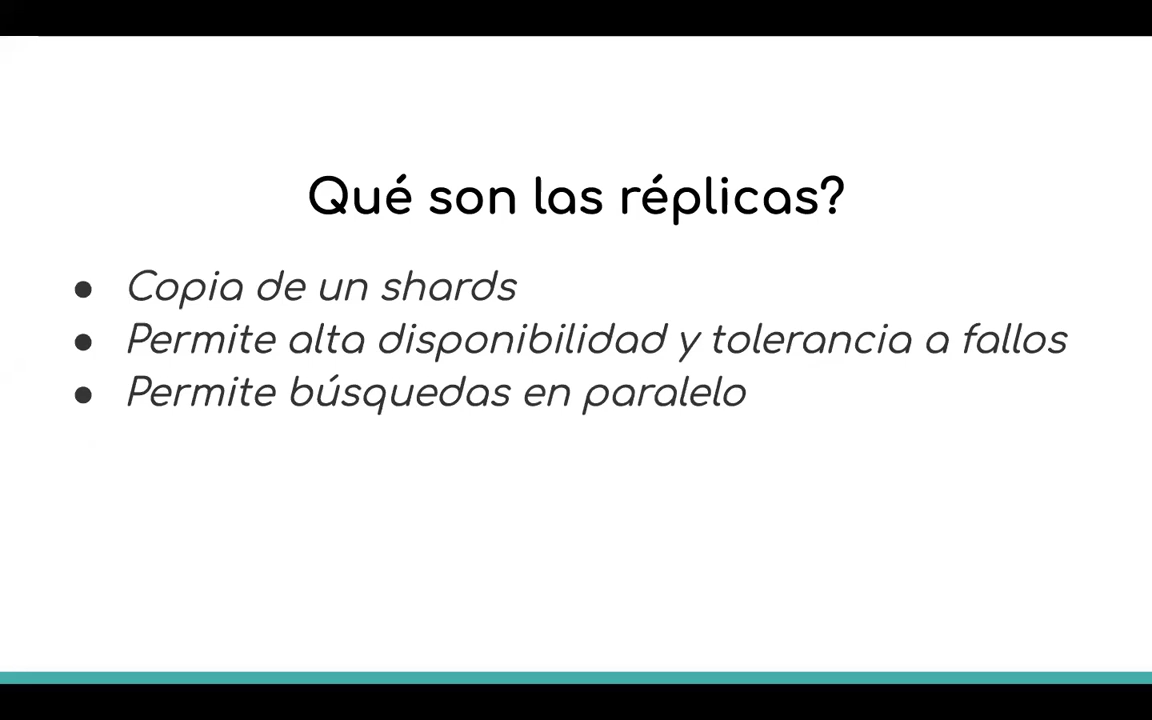 Qué son las réplicas?
● Copia de un shards
● Permite alta disponibilidad y tolerancia a fallos
● Permite búsquedas en paralelo